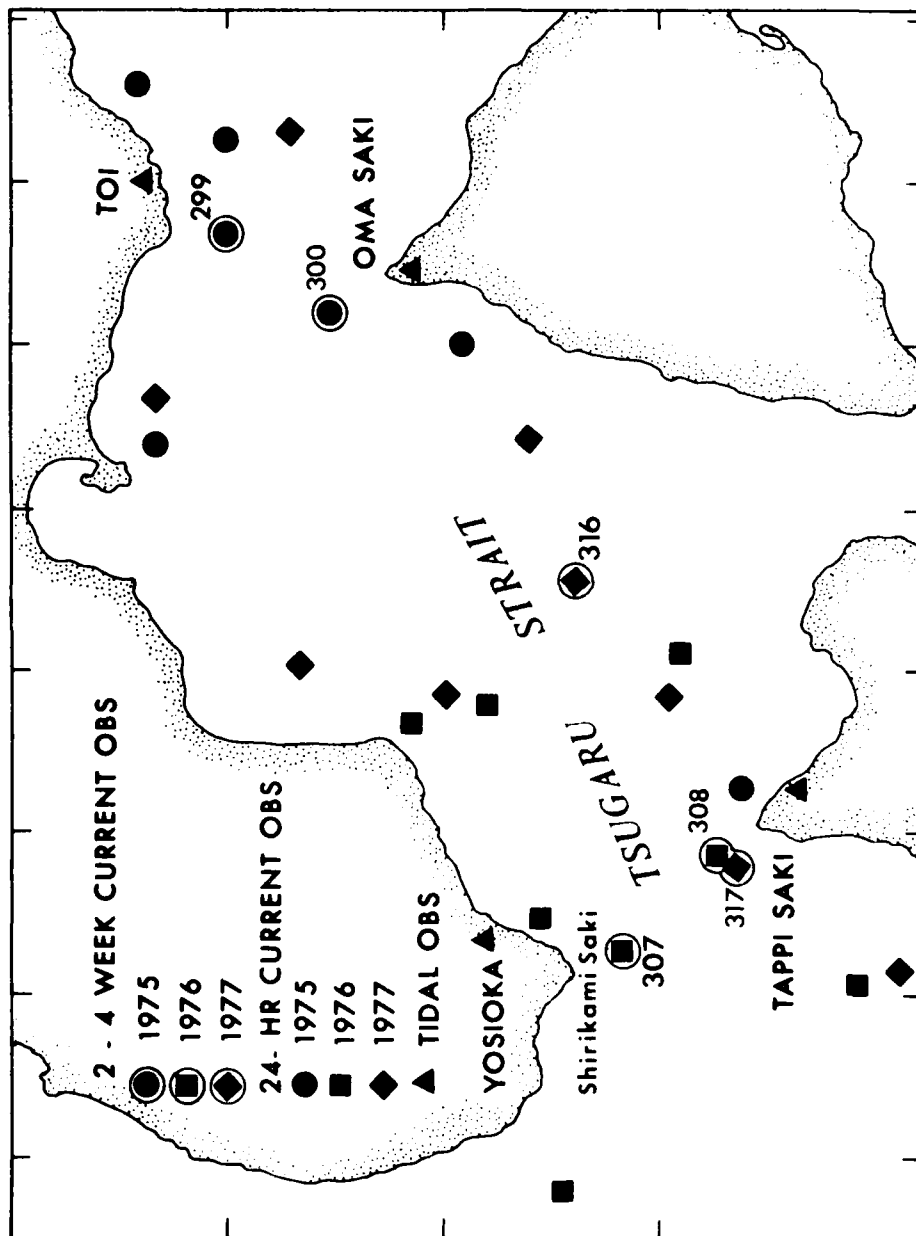 2 - 4 WEEK CURRENT OBS
1975
1976
1977
24- HR CURRENT OBS
1975
1976
1977
TIDAL OBS
YOSIOKA
Shirikami Saki
307
TSUGARU
STRAIT
308
317
TAPPI SAKI
316
TOI
299
300
OMA SAKI